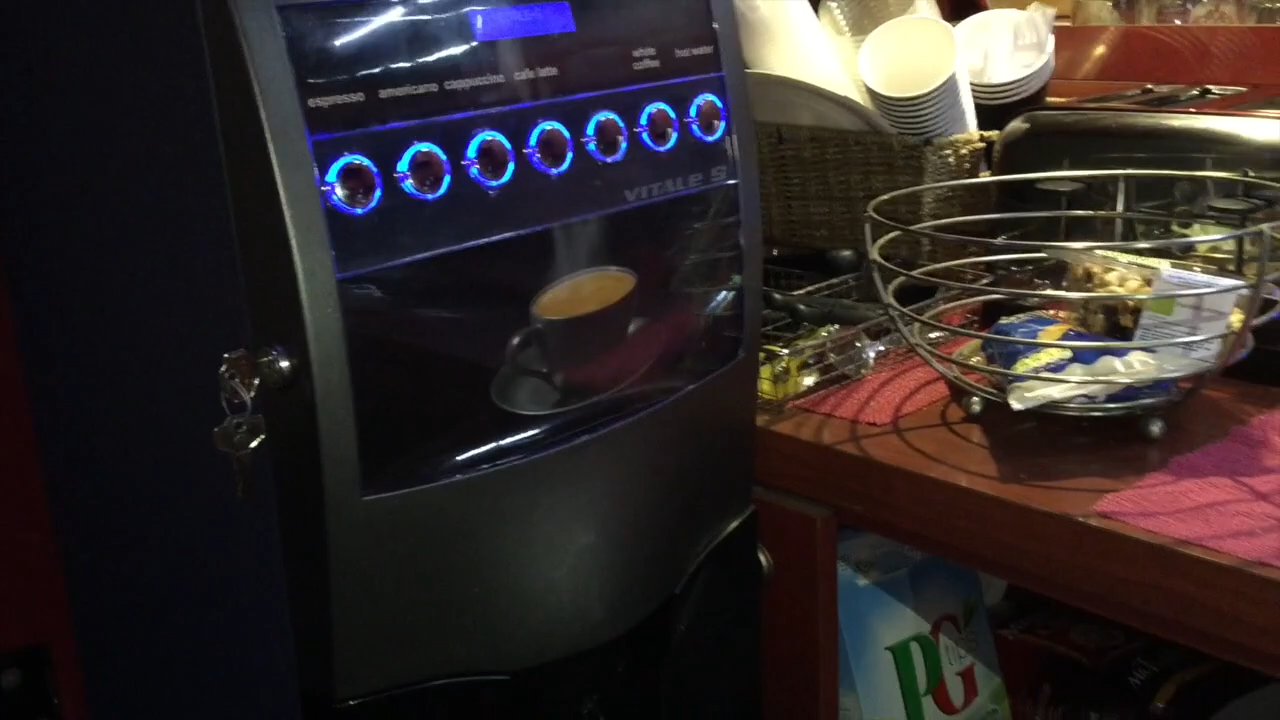 espresso americano cappuccino cafe latte white coffee hot water
VITALE S
PG